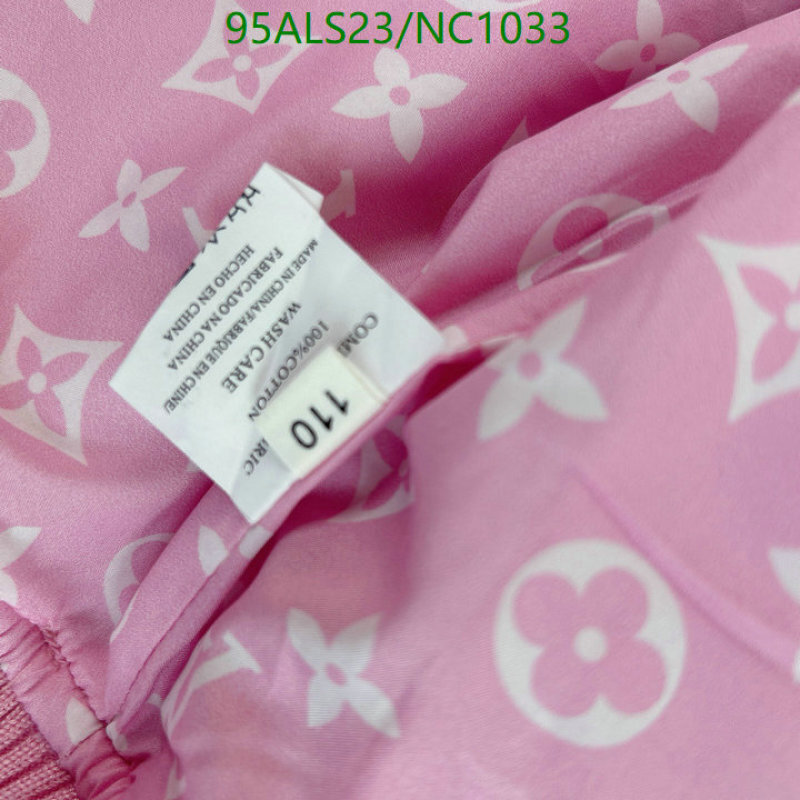 95ALS23/NC1033
HECHO EN CHINA
FABRICADO NA CHINA
MADE IN CHINA/FABRIQUE EN CHINE/
WASH CARE
100%COTTON
110